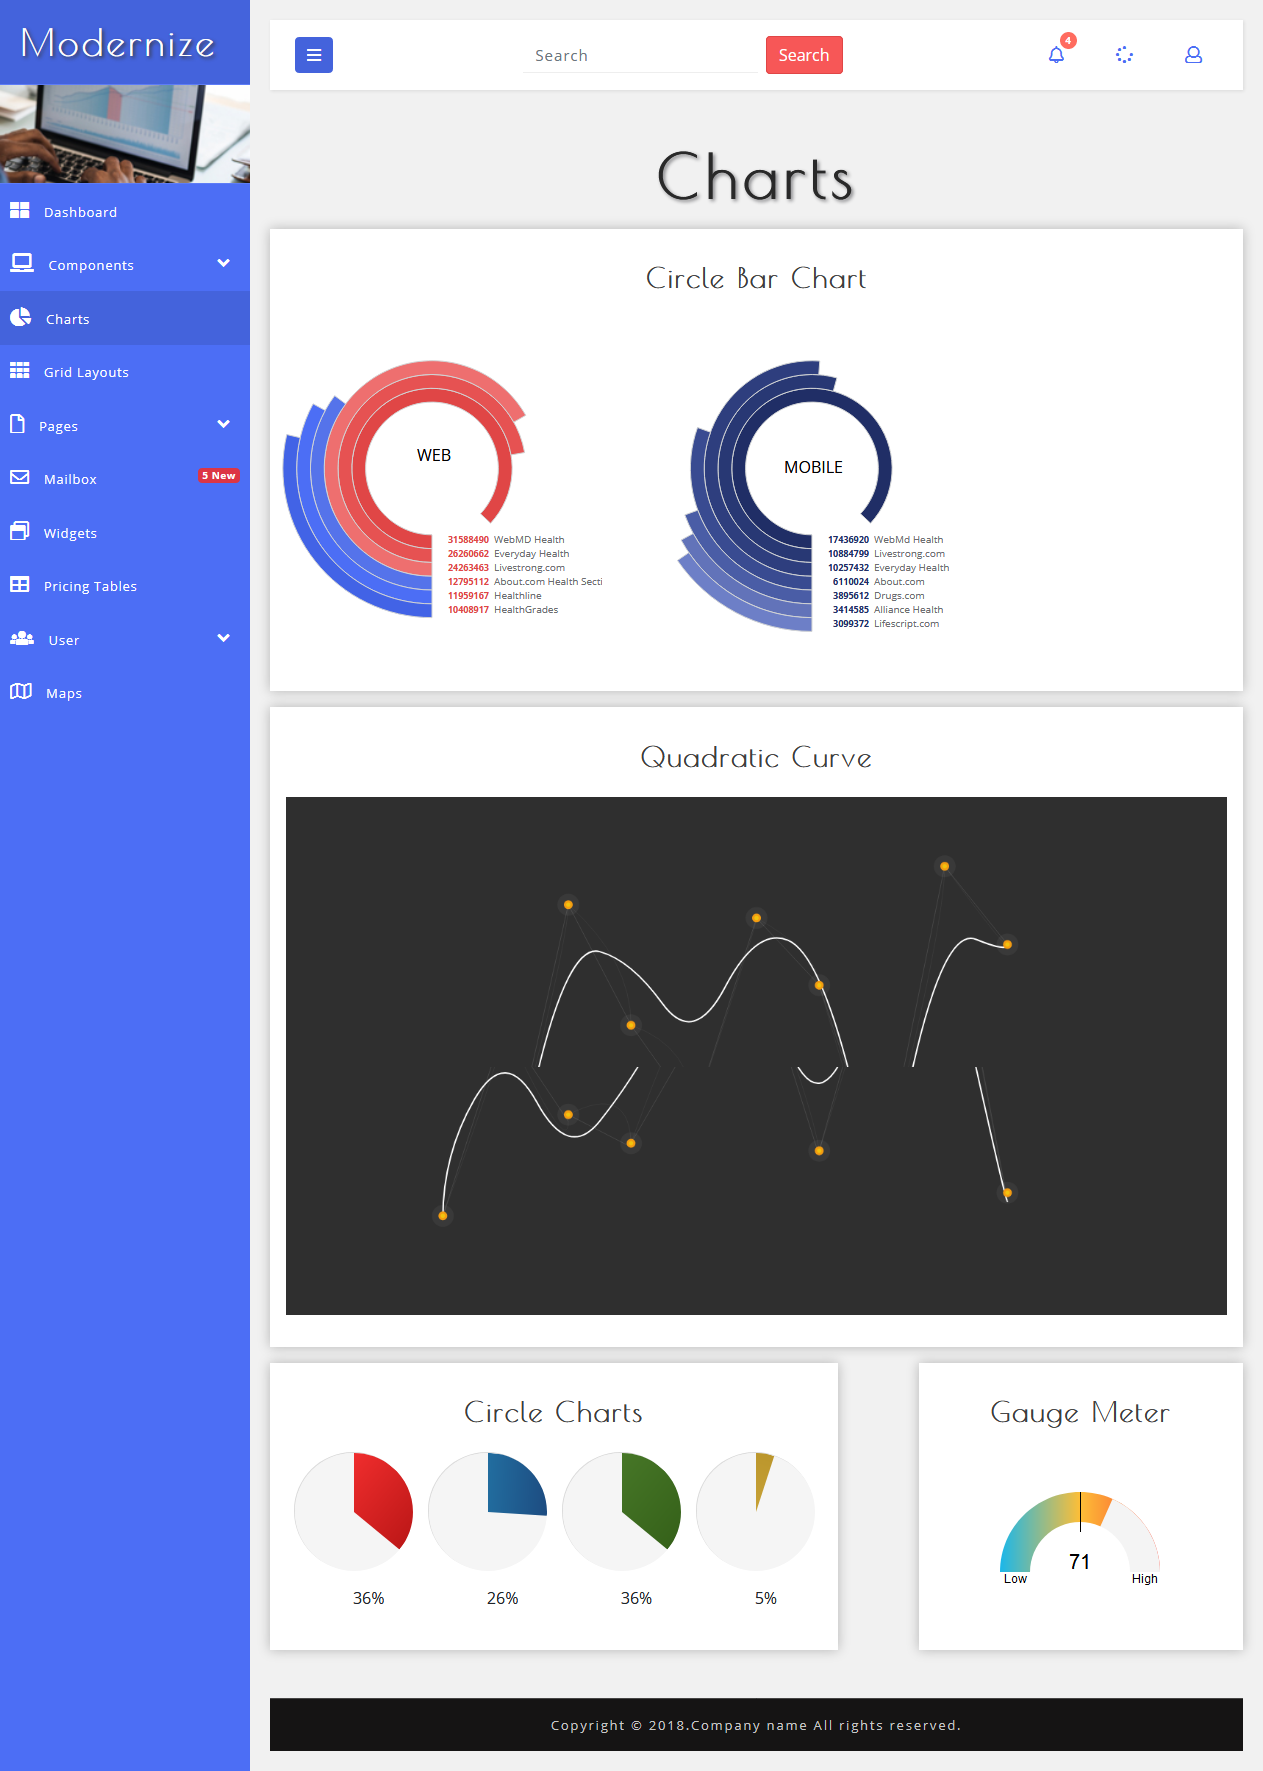 Modernize
Search
Search
4
Dashboard
Components
Charts
Grid Layouts
Pages
Mailbox
5 New
Widgets
Pricing Tables
User
Maps
Charts
Circle Bar Chart
WEB
31588490 WebMD Health
26260662 Everyday Health
24263463 Livestrong.com
12795112 About.com Health Secti
11959167 Healthline
10408917 HealthGrades
MOBILE
17436920 WebMd Health
10884799 Livestrong.com
10257432 Everyday Health
6110024 About.com
3895612 Drugs.com
3414585 Alliance Health
3099372 Lifescript.com
Quadratic Curve
Circle Charts
36%
26%
36%
5%
Gauge Meter
71
Low
High
Copyright © 2018.Company name All rights reserved.